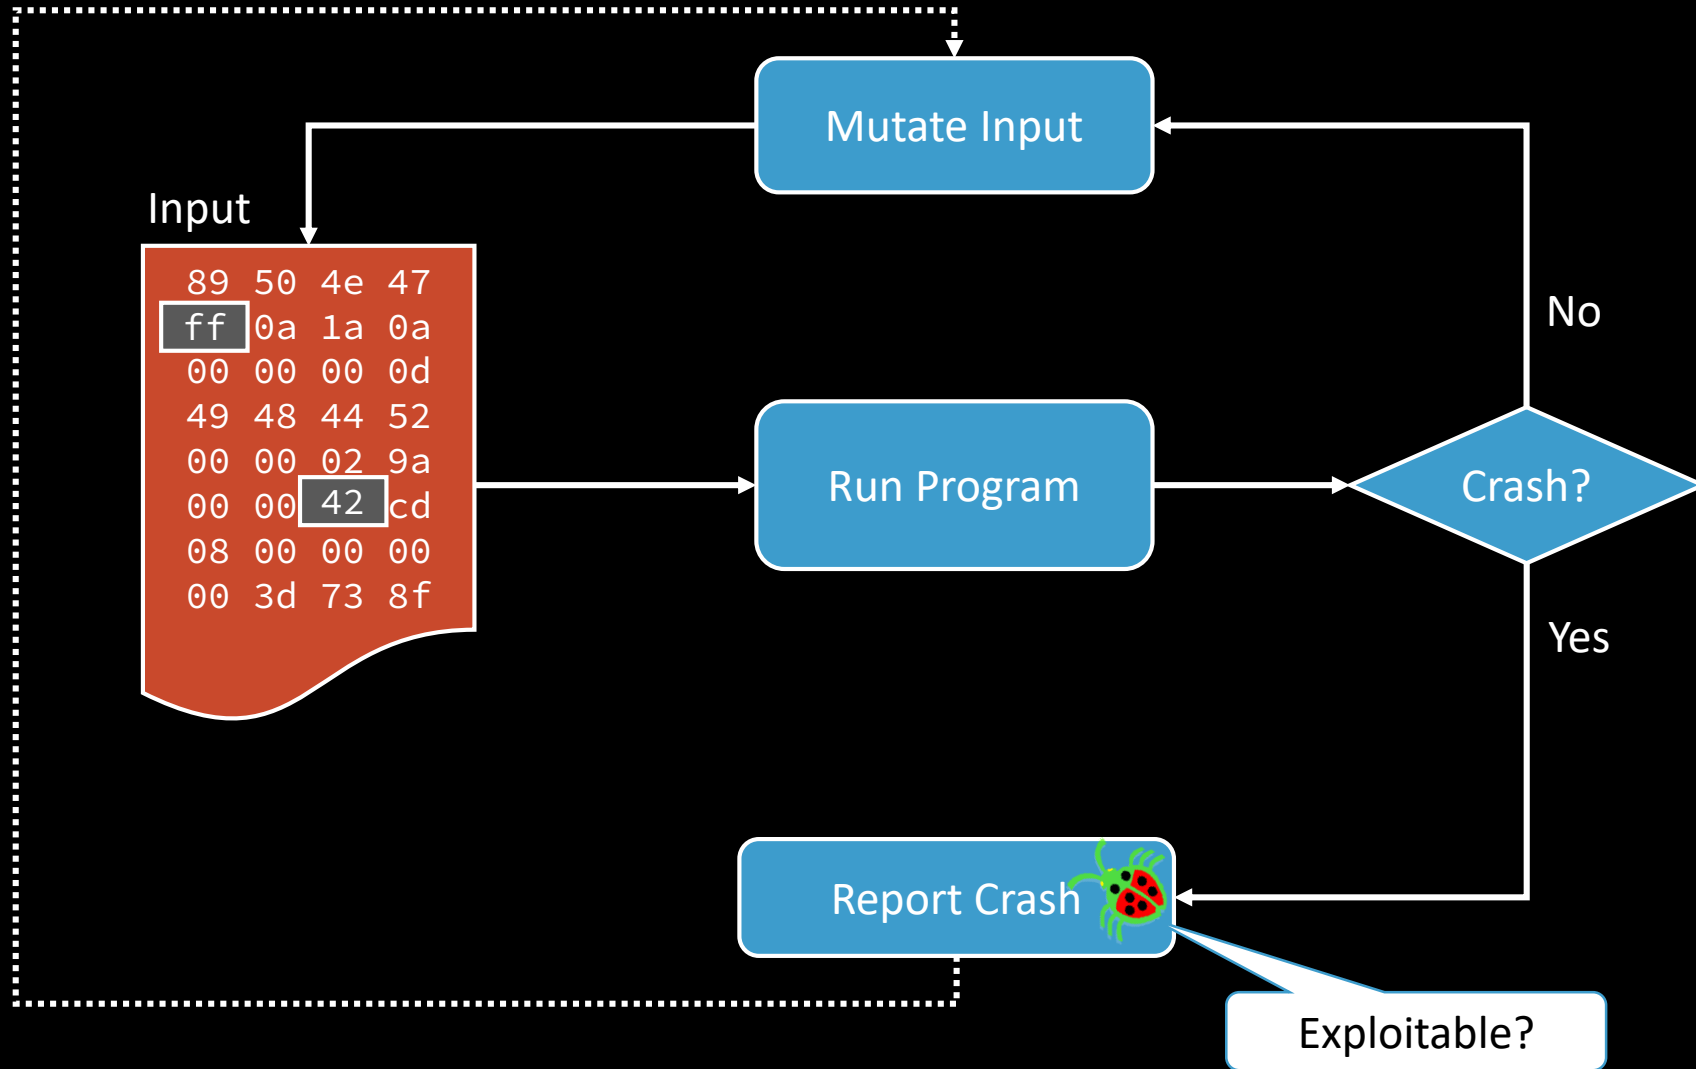 Mutate Input
Input
89 50 4e 47
ff 0a 1a 0a
00 00 00 0d
49 48 44 52
00 00 02 9a
00 00 42 cd
08 00 00 00
00 3d 73 8f
No
Run Program
Crash?
Yes
Report Crash
Exploitable?